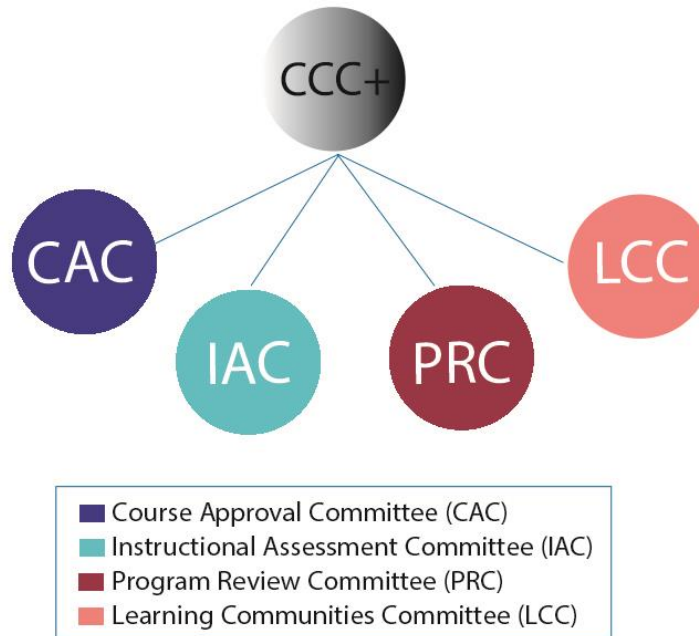 CCC+
CAC
LCC
IAC
PRC
Course Approval Committee (CAC)
Instructional Assessment Committee (IAC)
Program Review Committee (PRC)
Learning Communities Committee (LCC)